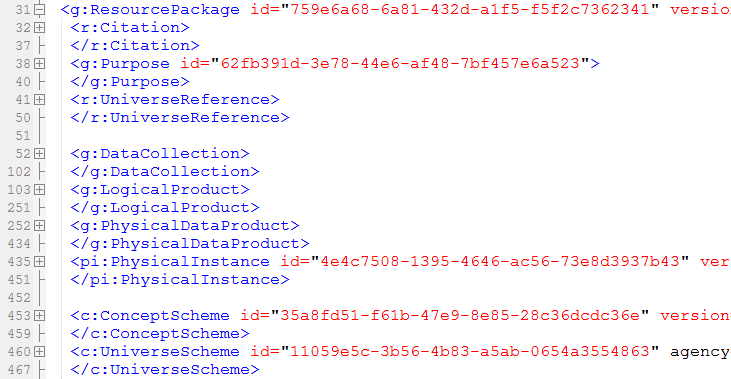 31 <g:ResourcePackage id="759e6a68-6a81-432d-a1f5-f5f2c7362341" versio
32 <r:Citation>
37 </r:Citation>
38 <g:Purpose id="62fb391d-3e78-44e6-af48-7bf457e6a523">
40 </g:Purpose>
41 <r:UniverseReference>
50 </r:UniverseReference>
51
52 <g:DataCollection>
102 </g:DataCollection>
103 <g:LogicalProduct>
251 </g:LogicalProduct>
252 <g:PhysicalDataProduct>
434 </g:PhysicalDataProduct>
435 <pi:PhysicalInstance id="4e4c7508-1395-4646-ac56-73e8d3937b43" ver
451 </pi:PhysicalInstance>
452
453 <c:ConceptScheme id="35a8fd51-f61b-47e9-8e85-28c36dcdc36e" version
459 </c:ConceptScheme>
460 <c:UniverseScheme id="11059e5c-3b56-4b83-a5ab-0654a3554863" agency
467 </c:UniverseScheme>